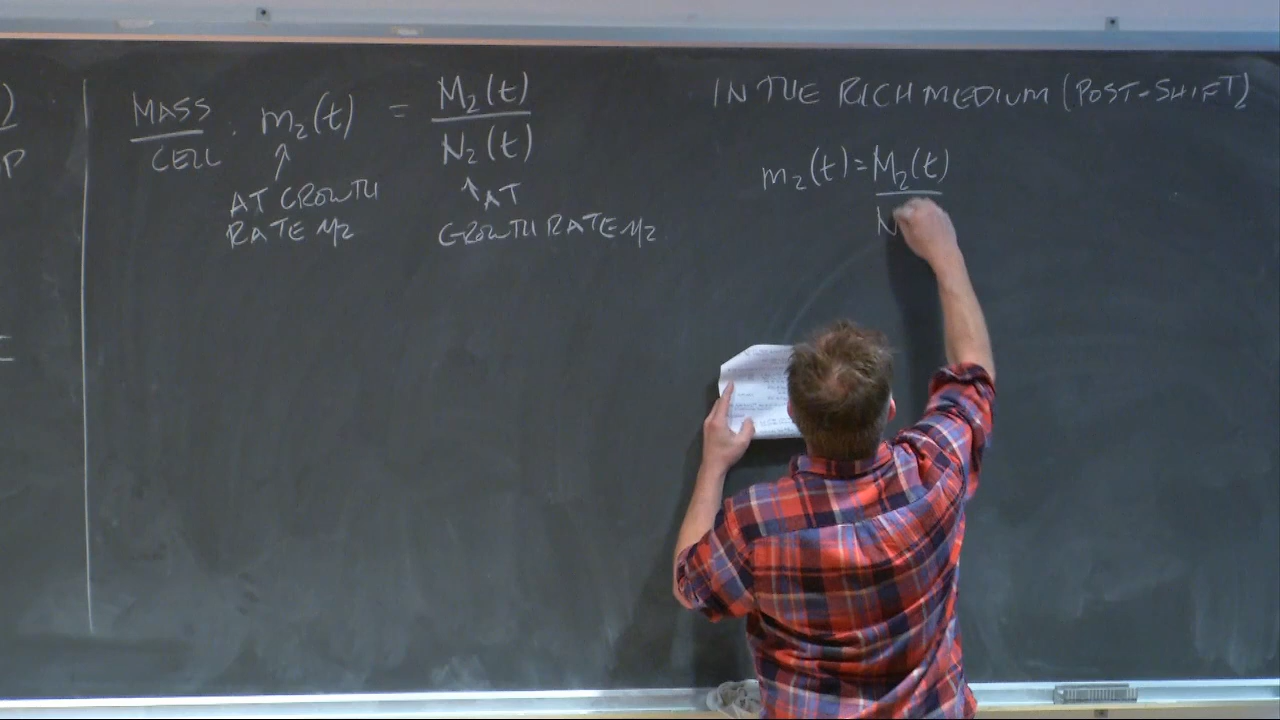 )
P
=
MASS
CELL
. m₂(t) = M₂(t)
N₂(t)
↑
AT GROWTH
RATE μ₂
↖ AT
GROWTH RATE μ₂
IN THE RICH MEDIUM (POST-SHIFT)
m₂(t) = M₂(t)
N